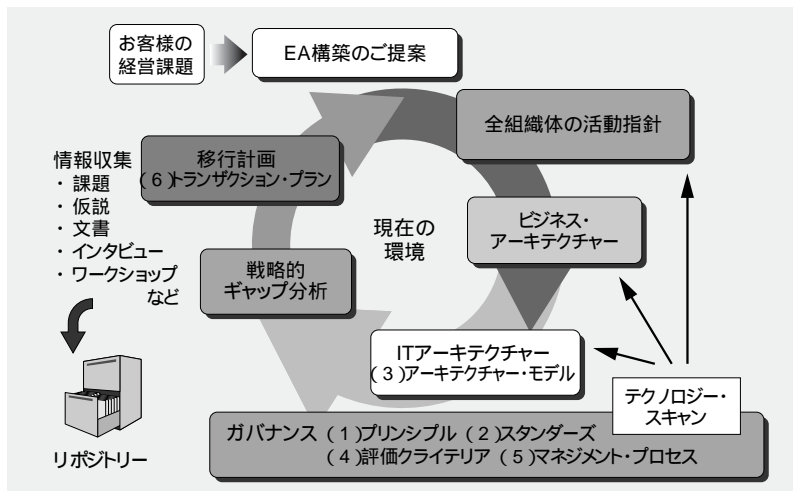 お客様の
経営課題
EA構築のご提案
全組織体の活動指針
移行計画
(6)トランザクション・プラン
情報収集
・課題
・仮説
・文書
・インタビュー
・ワークショップ
など
現在の
環境
ビジネス・
アーキテクチャー
戦略的
ギャップ分析
ITアーキテクチャー
(3)アーキテクチャー・モデル
テクノロジー・
スキャン
ガバナンス(1)プリンシプル(2)スタンダーズ
(4)評価クライテリア(5)マネジメント・プロセス
リポジトリー